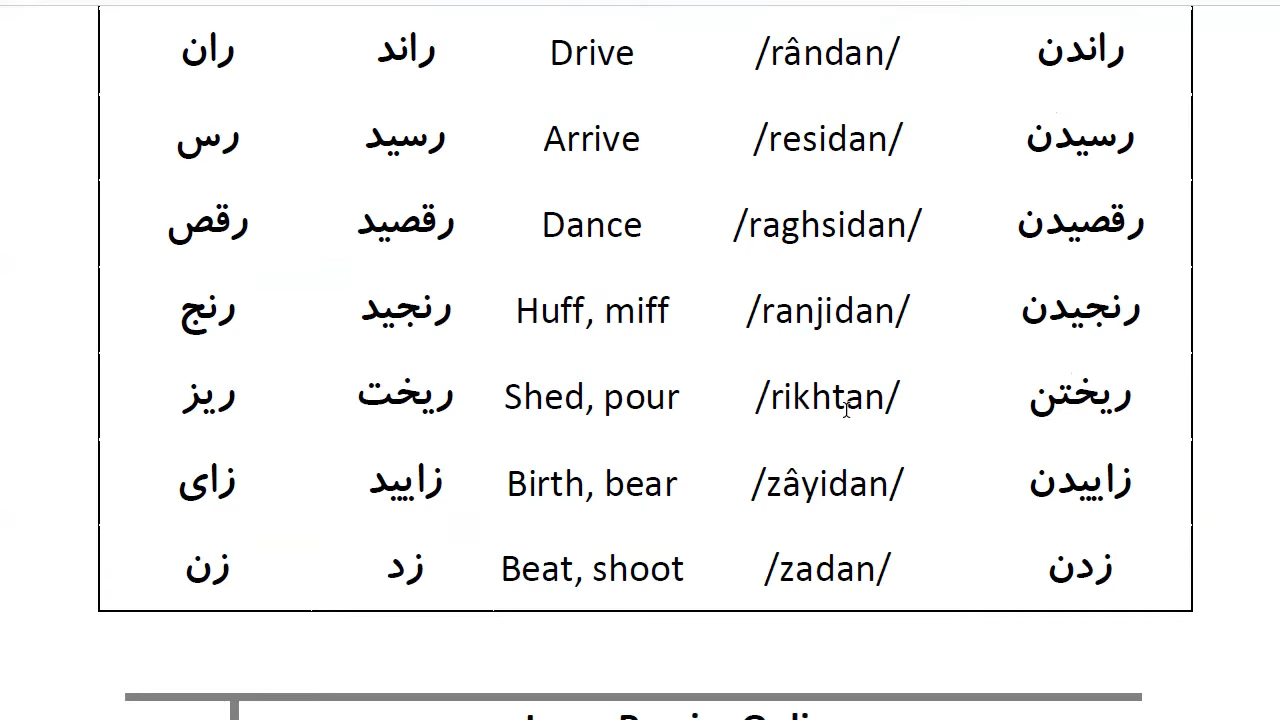 ران راند Drive /rândan/ راندن
رس رسید Arrive /residan/ رسیدن
رقص رقصید Dance /raghsidan/ رقصیدن
رنج رنجید Huff, miff /ranjidan/ رنجیدن
ریز ریخت Shed, pour /rikhtan/ ریختن
زای زایید Birth, bear /zâyidan/ زاییدن
زن زد Beat, shoot /zadan/ زدن